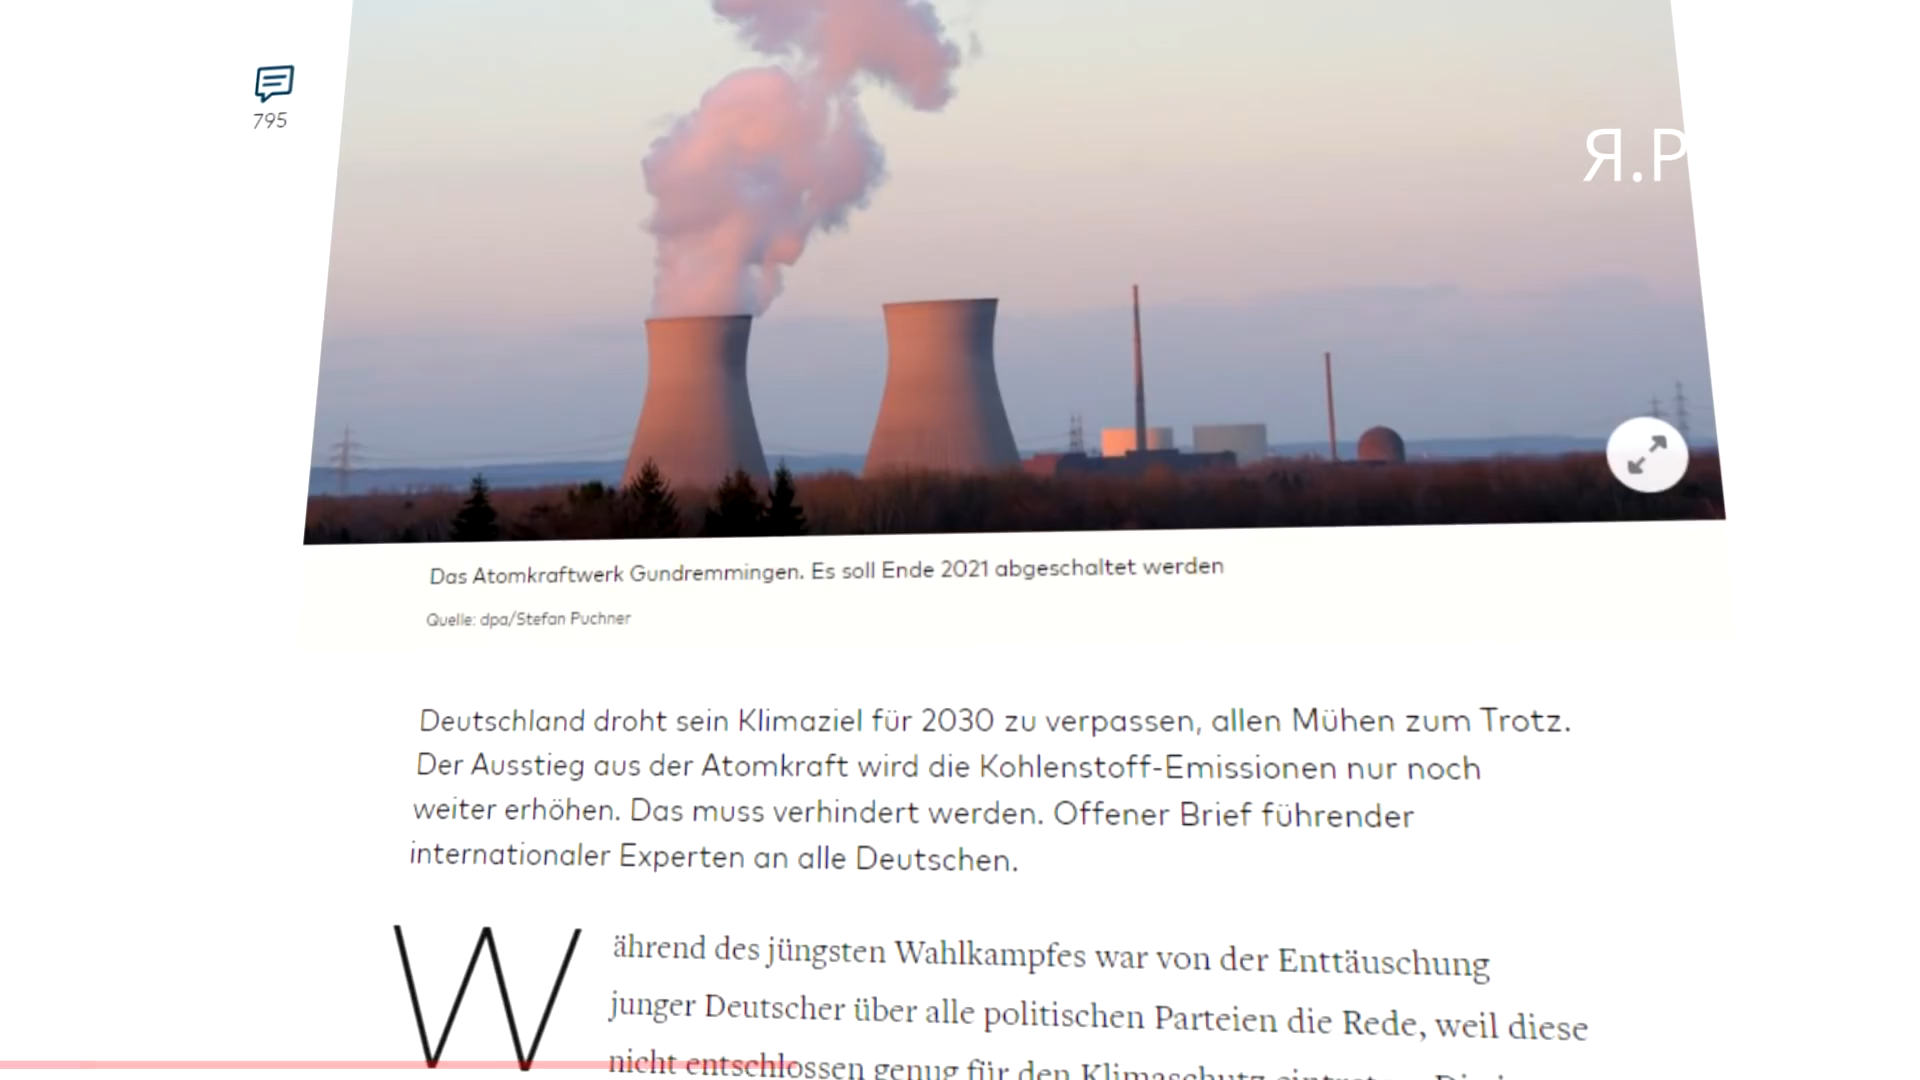 795
Я.Р
Das Atomkraftwerk Gundremmingen. Es soll Ende 2021 abgeschaltet werden
Quelle: dpa/Stefan Puchner
Deutschland droht sein Klimaziel für 2030 zu verpassen, allen Mühen zum Trotz.
Der Ausstieg aus der Atomkraft wird die Kohlenstoff-Emissionen nur noch
weiter erhöhen. Das muss verhindert werden. Offener Brief führender
internationaler Experten an alle Deutschen.
Während des jüngsten Wahlkampfes war von der Enttäuschung
junger Deutscher über alle politischen Parteien die Rede, weil diese
nicht entschlossen genug für den Klimaschutz